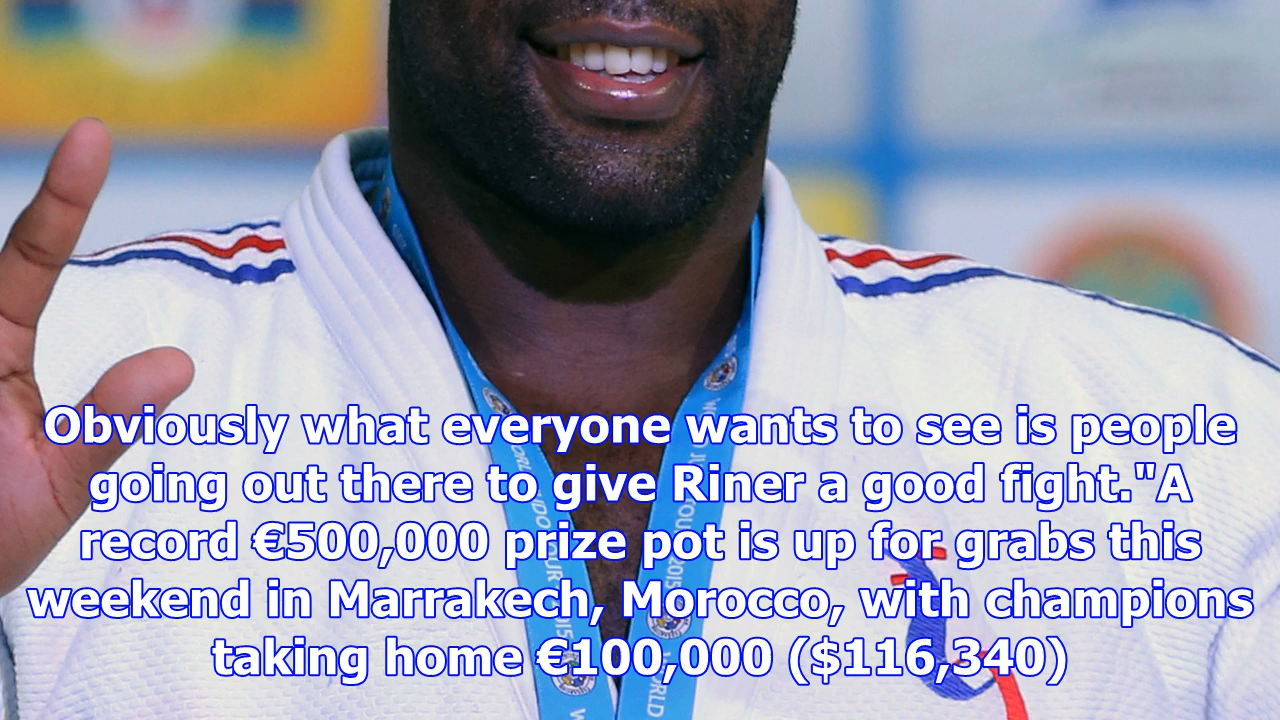 Obviously what everyone wants to see is people
going out there to give Riner a good fight."A
record €500,000 prize pot is up for grabs this
weekend in Marrakech, Morocco, with champions
taking home €100,000 ($116,340)